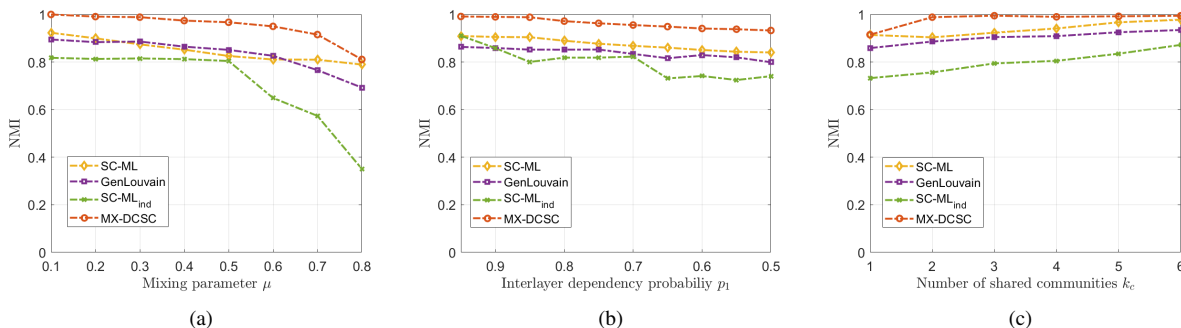 1
0.8
0.6
0.4
0.2
0
NMI
SC-ML
GenLouvain
SC-ML_ind
MX-DCSC
0.1 0.2 0.3 0.4 0.5 0.6 0.7 0.8
Mixing parameter μ
(a)
1
0.8
0.6
0.4
0.2
0
NMI
SC-ML
GenLouvain
SC-ML_ind
MX-DCSC
0.9 0.8 0.7 0.6 0.5
Interlayer dependency probabiliy p₁
(b)
1
0.8
0.6
0.4
0.2
0
NMI
SC-ML
GenLouvain
SC-ML_ind
MX-DCSC
1 2 3 4 5 6
Number of shared communities k_c
(c)